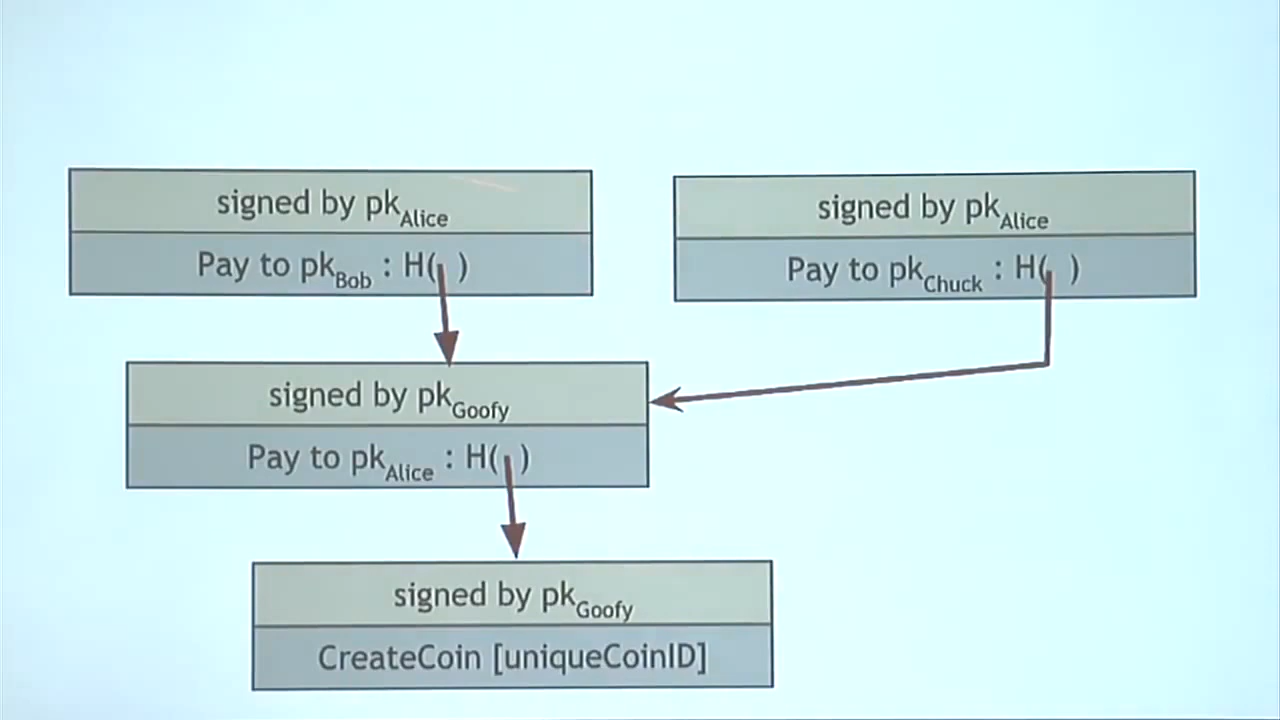 signed by pkAlice
Pay to pkBob : H( )
signed by pkAlice
Pay to pkChuck : H( )
signed by pkGoofy
Pay to pkAlice : H( )
signed by pkGoofy
CreateCoin [uniqueCoinID]